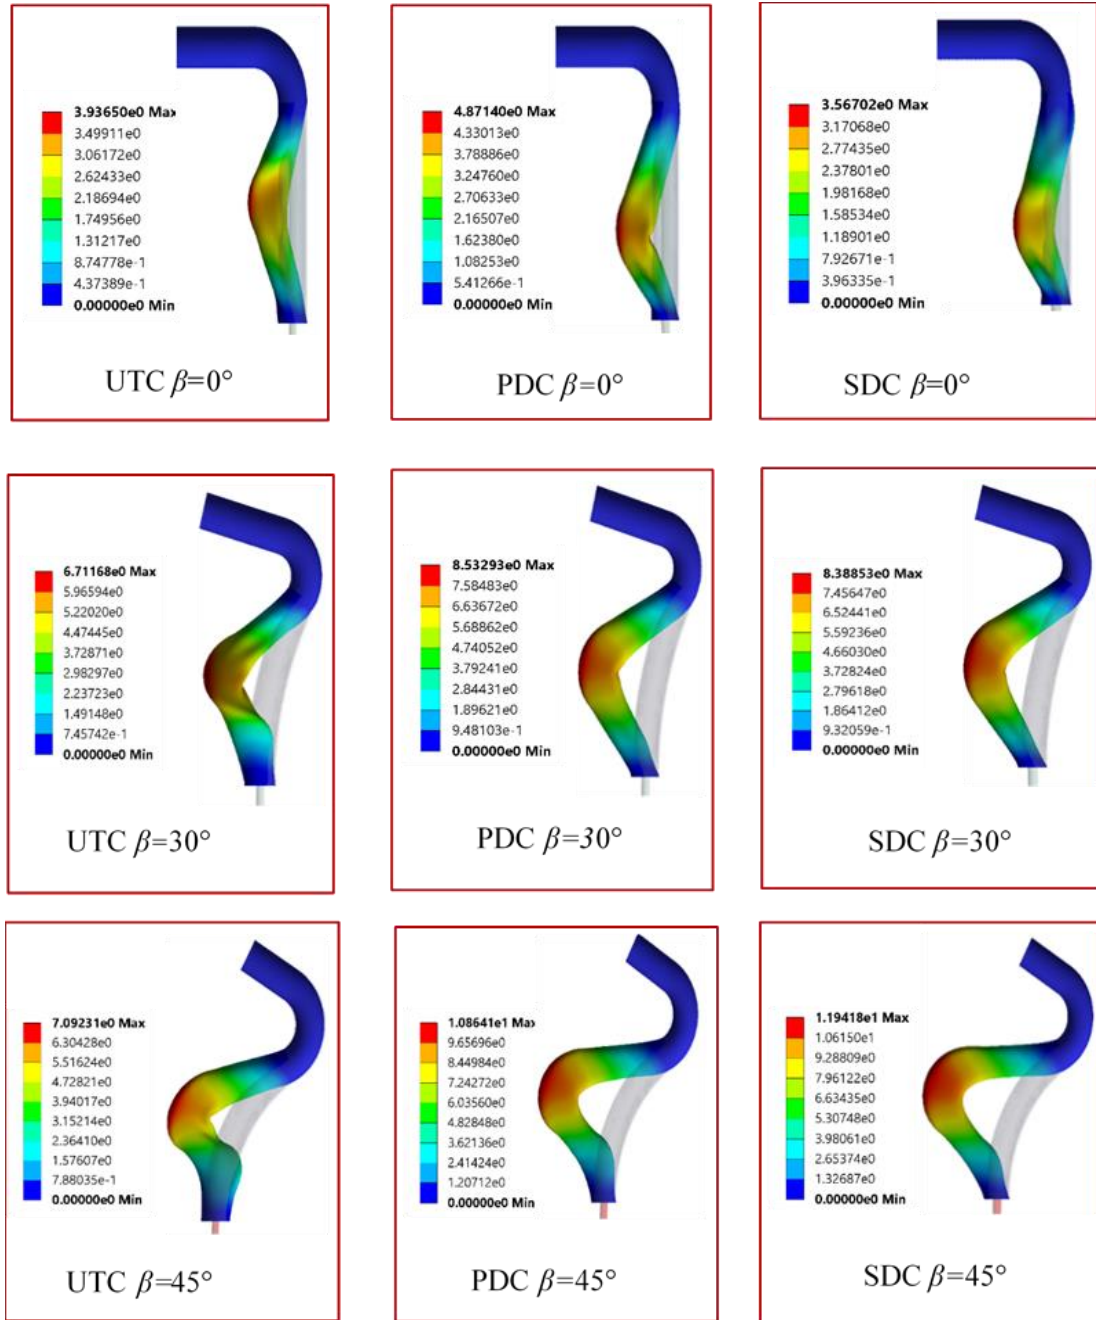 3.93650e0 Max
3.49911e0
3.06172e0
2.62433e0
2.18694e0
1.74956e0
1.31217e0
8.74778e-1
4.37389e-1
0.00000e0 Min
UTC β=0°
4.87140e0 Max
4.33013e0
3.78886e0
3.24760e0
2.70633e0
2.16507e0
1.62380e0
1.08253e0
5.41266e-1
0.00000e0 Min
PDC β=0°
3.56702e0 Max
3.17068e0
2.77435e0
2.37801e0
1.98168e0
1.58534e0
1.18901e0
7.92671e-1
3.96335e-1
0.00000e0 Min
SDC β=0°
6.71168e0 Max
5.96594e0
5.22020e0
4.47445e0
3.72871e0
2.98297e0
2.23723e0
1.49148e0
7.45742e-1
0.00000e0 Min
UTC β=30°
8.53293e0 Max
7.58483e0
6.63672e0
5.68862e0
4.74052e0
3.79241e0
2.84431e0
1.89621e0
9.48103e-1
0.00000e0 Min
PDC β=30°
8.38853e0 Max
7.45647e0
6.52441e0
5.59236e0
4.66030e0
3.72824e0
2.79618e0
1.86412e0
9.32059e-1
0.00000e0 Min
SDC β=30°
7.09231e0 Max
6.30428e0
5.51624e0
4.72821e0
3.94017e0
3.15214e0
2.36410e0
1.57607e0
7.88035e-1
0.00000e0 Min
UTC β=45°
1.08641e1 Max
9.65696e0
8.44984e0
7.24272e0
6.03560e0
4.82848e0
3.62136e0
2.41424e0
1.20712e0
0.00000e0 Min
PDC β=45°
1.19418e1 Max
1.06150e1
9.28809e0
7.96122e0
6.63435e0
5.30748e0
3.98061e0
2.65374e0
1.32687e0
0.00000e0 Min
SDC β=45°